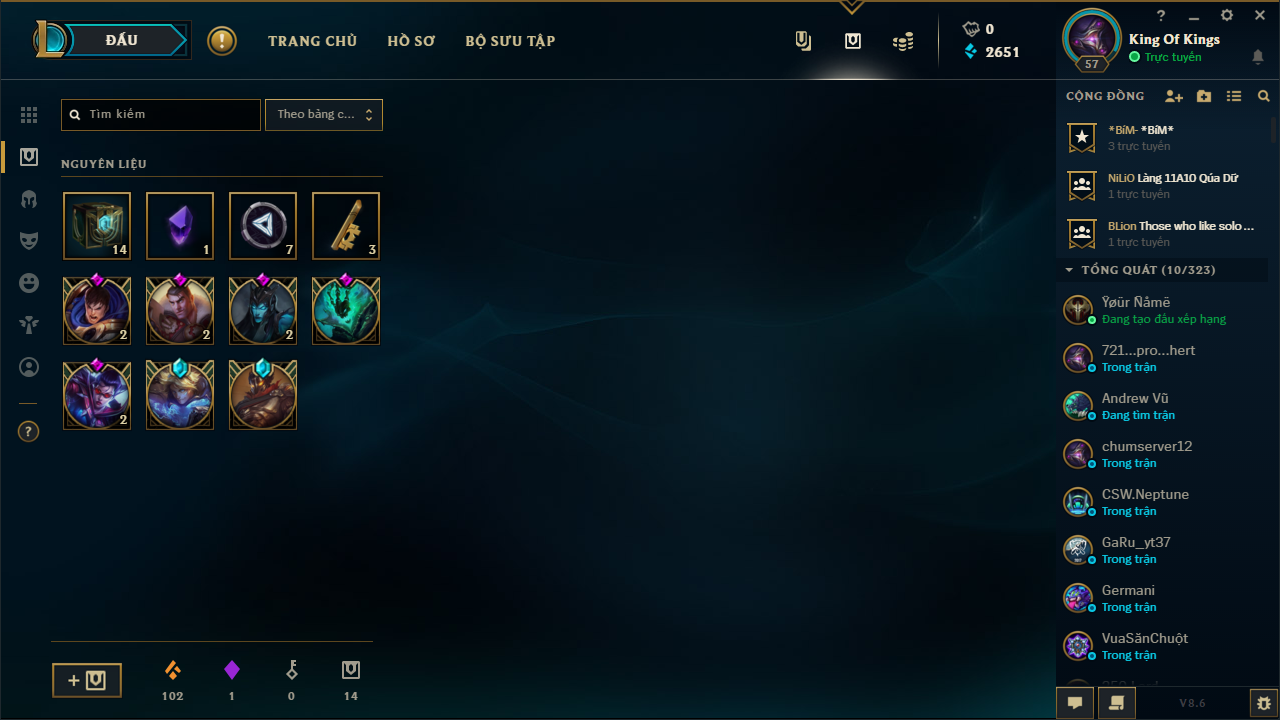 ĐẤU
!
TRANG CHỦ
HỒ SƠ
BỘ SƯU TẬP
0
2651
?
57
King Of Kings
Trực tuyến
Tìm kiếm
Theo bảng c...
NGUYÊN LIỆU
14
1
7
3
2
2
2
2
?
+
102
1
0
14
CỘNG ĐỒNG
*BíM- *BíM*
3 trực tuyến
NiLiO Làng 11A10 Qúa Dữ
1 trực tuyến
BLion Those who like solo ...
1 trực tuyến
TỔNG QUÁT (10/323)
Ÿøür Ñåmë
Đang tạo đấu xếp hạng
721...pro...hert
Trong trận
Andrew Vũ
Đang tìm trận
chumserver12
Trong trận
CSW.Neptune
Trong trận
GaRu_yt37
Trong trận
Germani
Trong trận
VuaSănChuột
Trong trận
V8.6